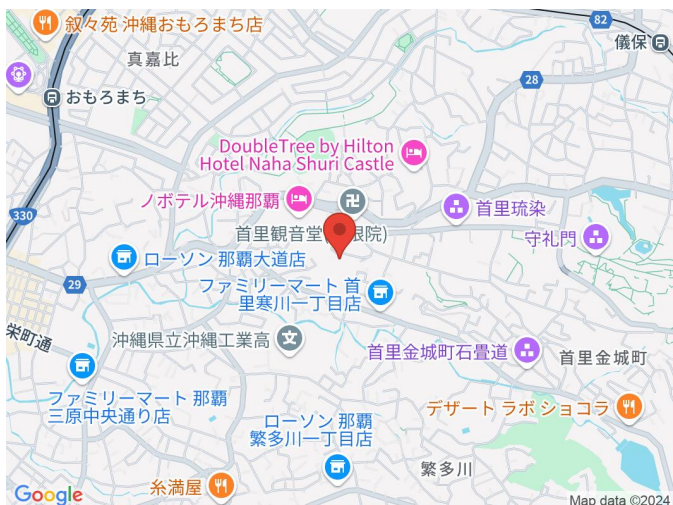 叙々苑 沖縄おもろまち店
82
儀保
真嘉比
28
おもろまち
DoubleTree by Hilton
Hotel Naha Shuri Castle
330
ノボテル沖縄那覇
首里琉染
首里観音堂(
眼院)
守礼門
29
ローソン 那覇大道店
ファミリーマート 首
里寒川一丁目店
栄町通
沖縄県立沖縄工業高
首里金城町石畳道
首里金城町
ファミリーマート 那覇
三原中央通り店
デザート ラボ ショコラ
ローソン 那覇
繁多川一丁目店
繁多川
糸満屋
Google
Map data ©2024